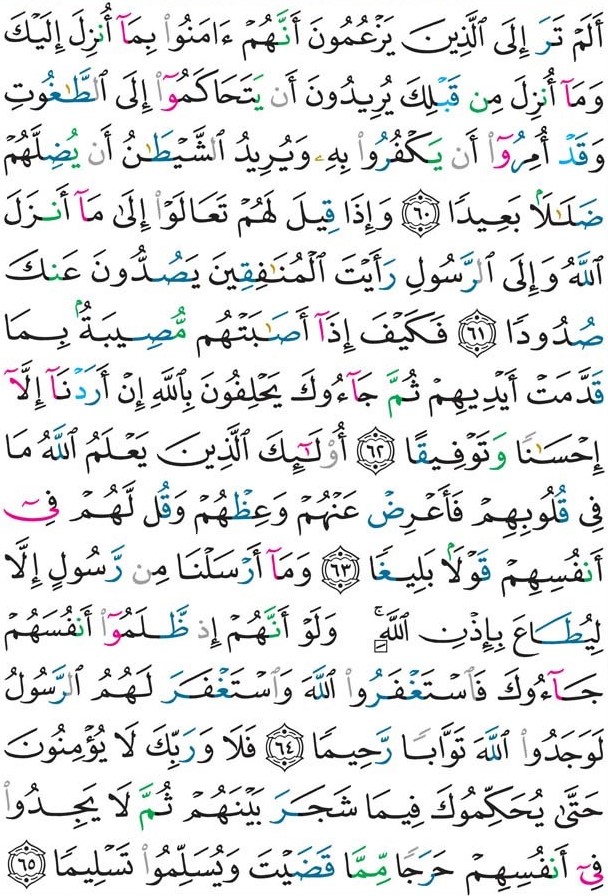 أَلَمْ تَرَ إِلَى ٱلَّذِينَ يَزْعُمُونَ أَنَّهُمْ ءَامَنُوا۟ بِمَآ أُنزِلَ إِلَيْكَ
وَمَآ أُنزِلَ مِن قَبْلِكَ يُرِيدُونَ أَن يَتَحَاكَمُوٓا۟ إِلَى ٱلطَّٰغُوتِ
وَقَدْ أُمِرُوٓا۟ أَن يَكْفُرُوا۟ بِهِۦ وَيُرِيدُ ٱلشَّيْطَٰنُ أَن يُضِلَّهُمْ
ضَلَٰلًۢا بَعِيدًا ۝٦٠ وَإِذَا قِيلَ لَهُمْ تَعَالَوْا۟ إِلَىٰ مَآ أَنزَلَ
ٱللَّهُ وَإِلَى ٱلرَّسُولِ رَأَيْتَ ٱلْمُنَٰفِقِينَ يَصُدُّونَ عَنكَ
صُدُودًا ۝٦١ فَكَيْفَ إِذَآ أَصَٰبَتْهُم مُّصِيبَةٌۢ بِمَا
قَدَّمَتْ أَيْدِيهِمْ ثُمَّ جَآءُوكَ يَحْلِفُونَ بِٱللَّهِ إِنْ أَرَدْنَآ إِلَّآ
إِحْسَٰنًا وَتَوْفِيقًا ۝٦٢ أُو۟لَٰٓئِكَ ٱلَّذِينَ يَعْلَمُ ٱللَّهُ مَا
فِى قُلُوبِهِمْ فَأَعْرِضْ عَنْهُمْ وَعِظْهُمْ وَقُل لَّهُمْ فِىٓ
أَنفُسِهِمْ قَوْلًۢا بَلِيغًا ۝٦٣ وَمَآ أَرْسَلْنَا مِن رَّسُولٍ إِلَّا
لِيُطَاعَ بِإِذْنِ ٱللَّهِ ۚ وَلَوْ أَنَّهُمْ إِذ ظَّلَمُوٓا۟ أَنفُسَهُمْ
جَآءُوكَ فَٱسْتَغْفَرُوا۟ ٱللَّهَ وَٱسْتَغْفَرَ لَهُمُ ٱلرَّسُولُ
لَوَجَدُوا۟ ٱللَّهَ تَوَّابًا رَّحِيمًا ۝٦٤ فَلَا وَرَبِّكَ لَا يُؤْمِنُونَ
حَتَّىٰ يُحَكِّمُوكَ فِيمَا شَجَرَ بَيْنَهُمْ ثُمَّ لَا يَجِدُوا۟
فِىٓ أَنفُسِهِمْ حَرَجًا مِّمَّا قَضَيْتَ وَيُسَلِّمُوا۟ تَسْلِيمًا ۝٦٥